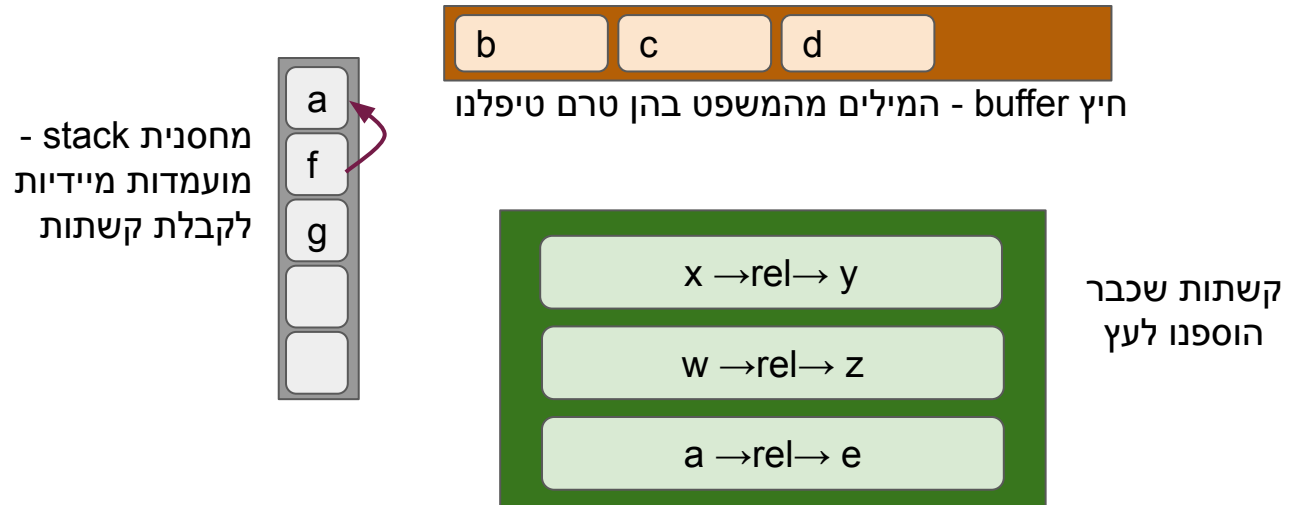 b
c
d
חיץ buffer - המילים מהמשפט בהן טרם טיפלנו
a
f
g
מחסנית stack -
מועמדות מיידיות
לקבלת קשתות
x →rel→ y
w →rel→ z
a →rel→ e
קשתות שכבר
הוספנו לעץ